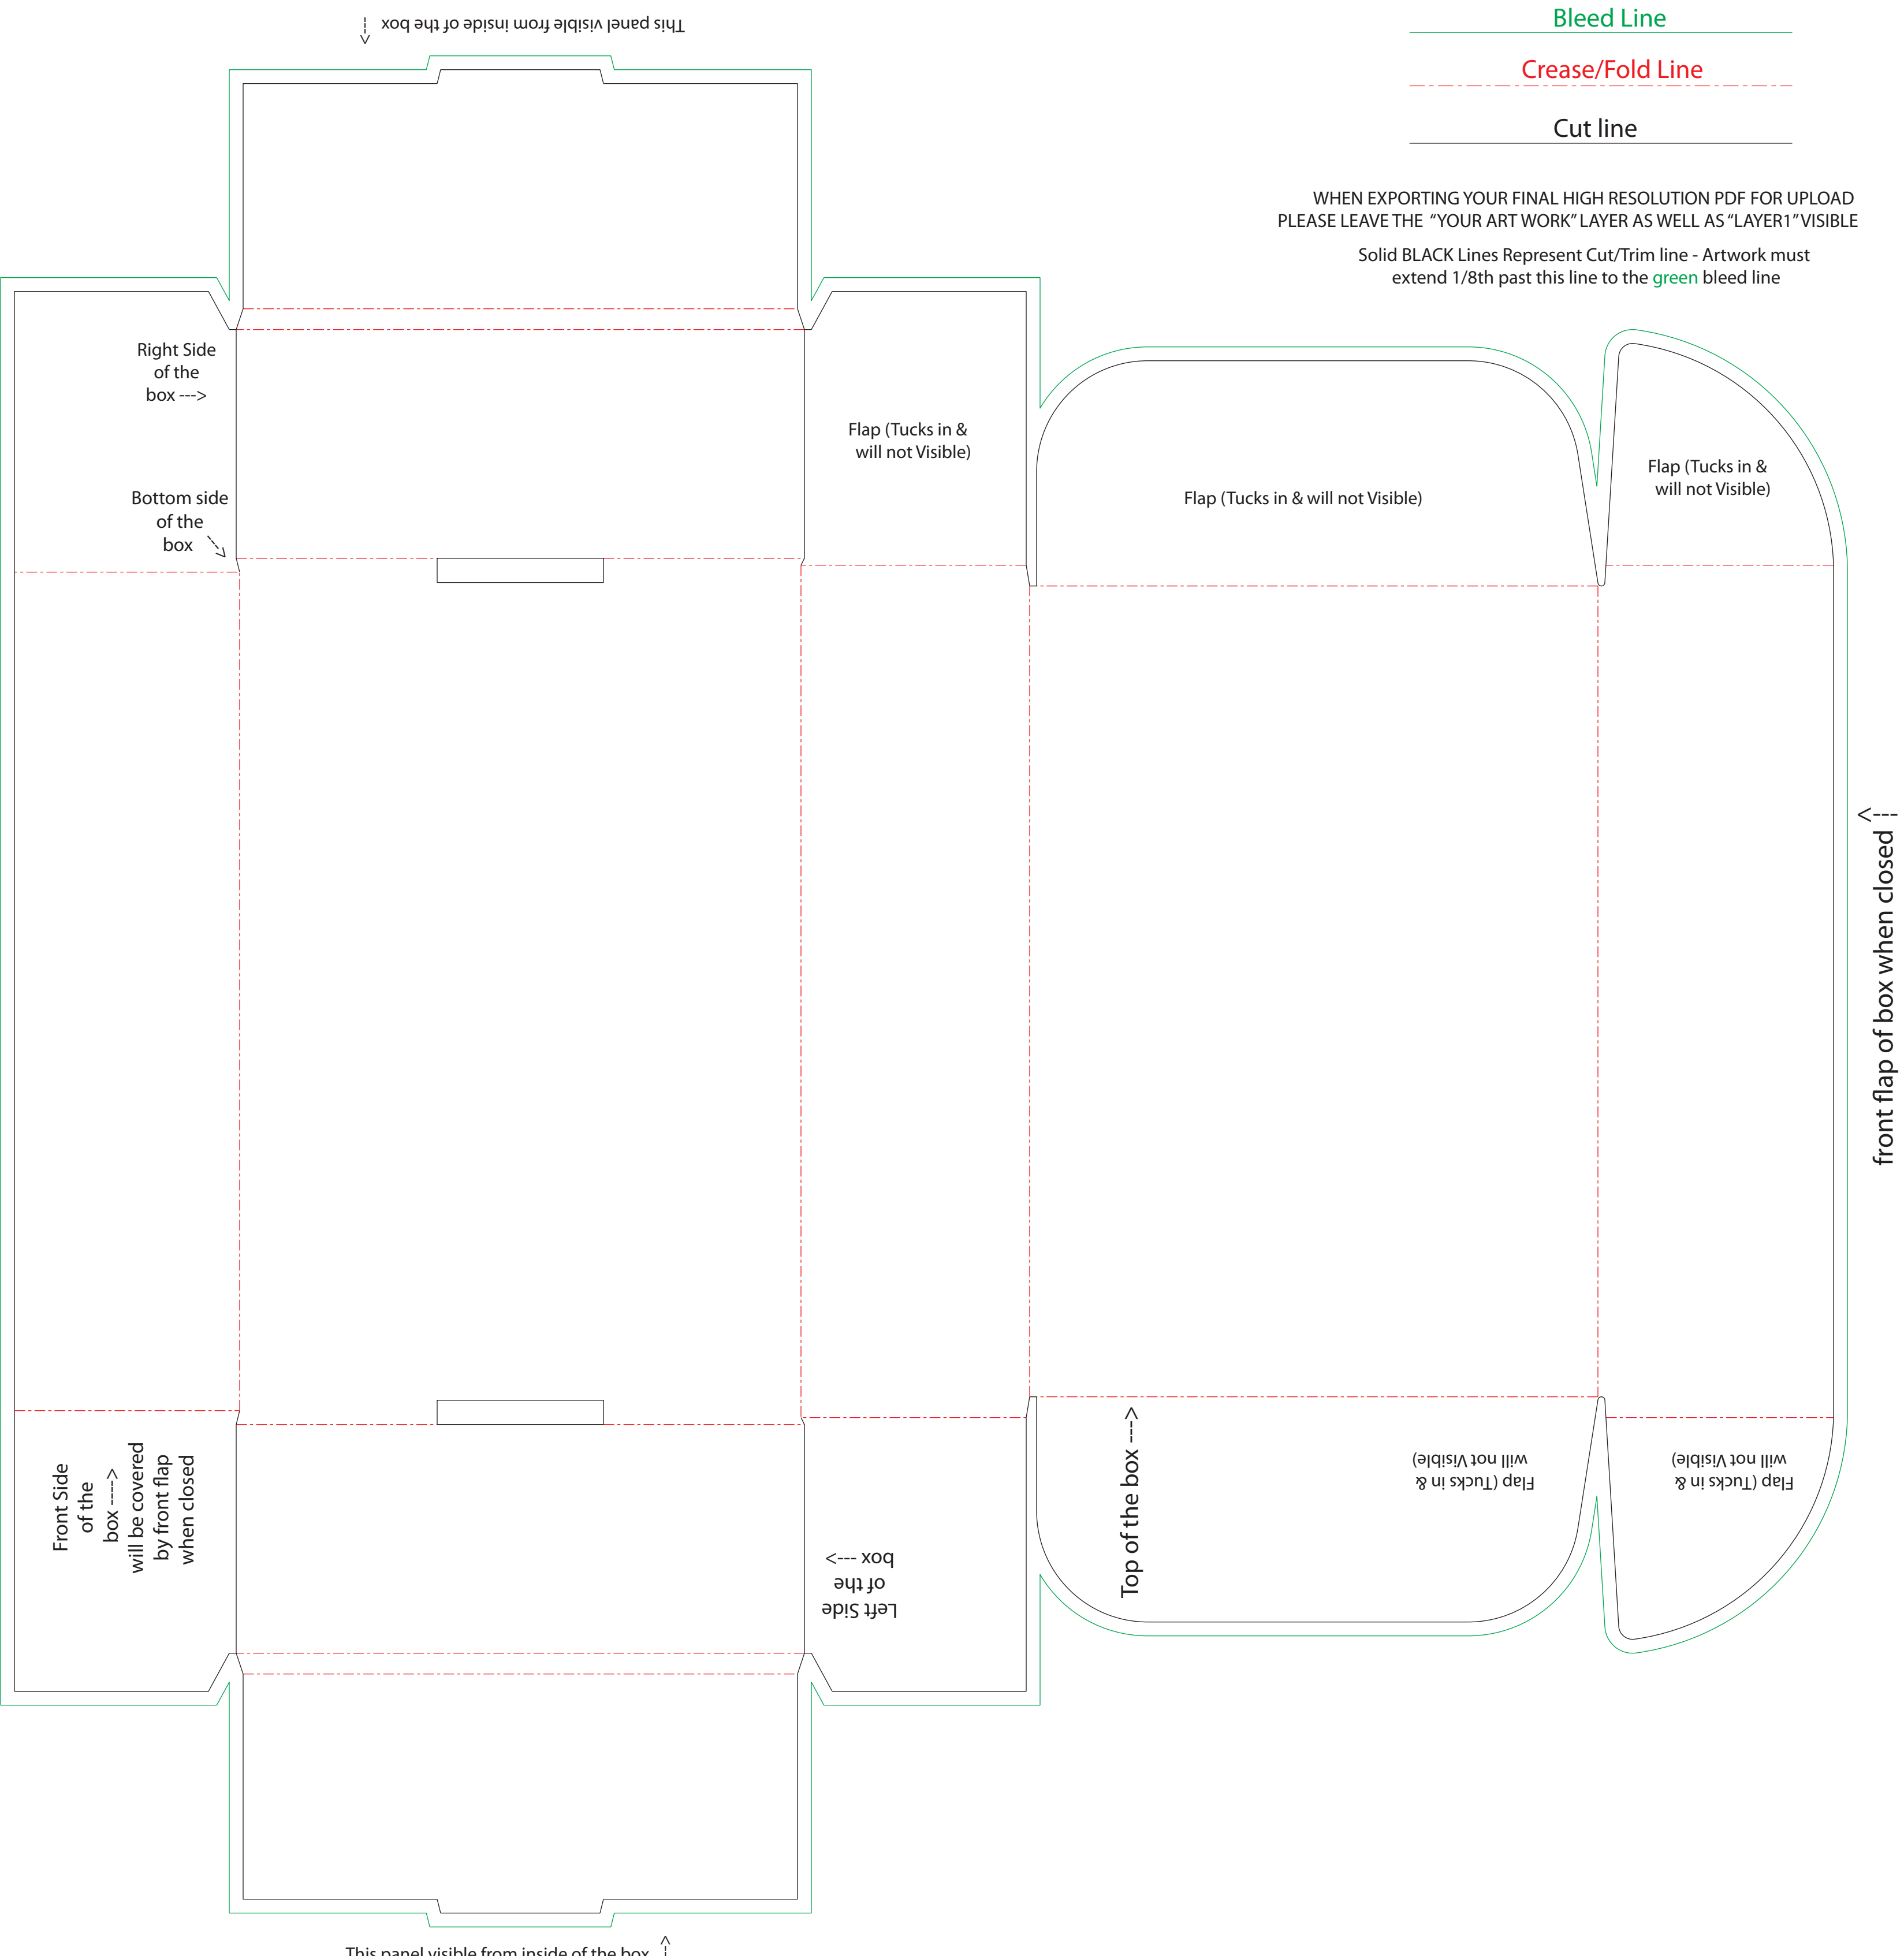 This panel visible from inside of the box
Bleed Line
Crease/Fold Line
Cut line
WHEN EXPORTING YOUR FINAL HIGH RESOLUTION PDF FOR UPLOAD
PLEASE LEAVE THE “YOUR ART WORK” LAYER AS WELL AS “LAYER1” VISIBLE
Solid BLACK Lines Represent Cut/Trim line - Artwork must
extend 1/8th past this line to the green bleed line
Right Side
of the
box --->
Bottom side
of the
box
Flap (Tucks in &
will not Visible)
Flap (Tucks in & will not Visible)
Flap (Tucks in &
will not Visible)
front flap of box when closed
<---
Front Side
of the
box ----->
will be covered
by front flap
when closed
Left Side
of the
box --->
Top of the box --->
Flap (Tucks in &
will not Visible)
Flap (Tucks in &
will not Visible)
This panel visible from inside of the box